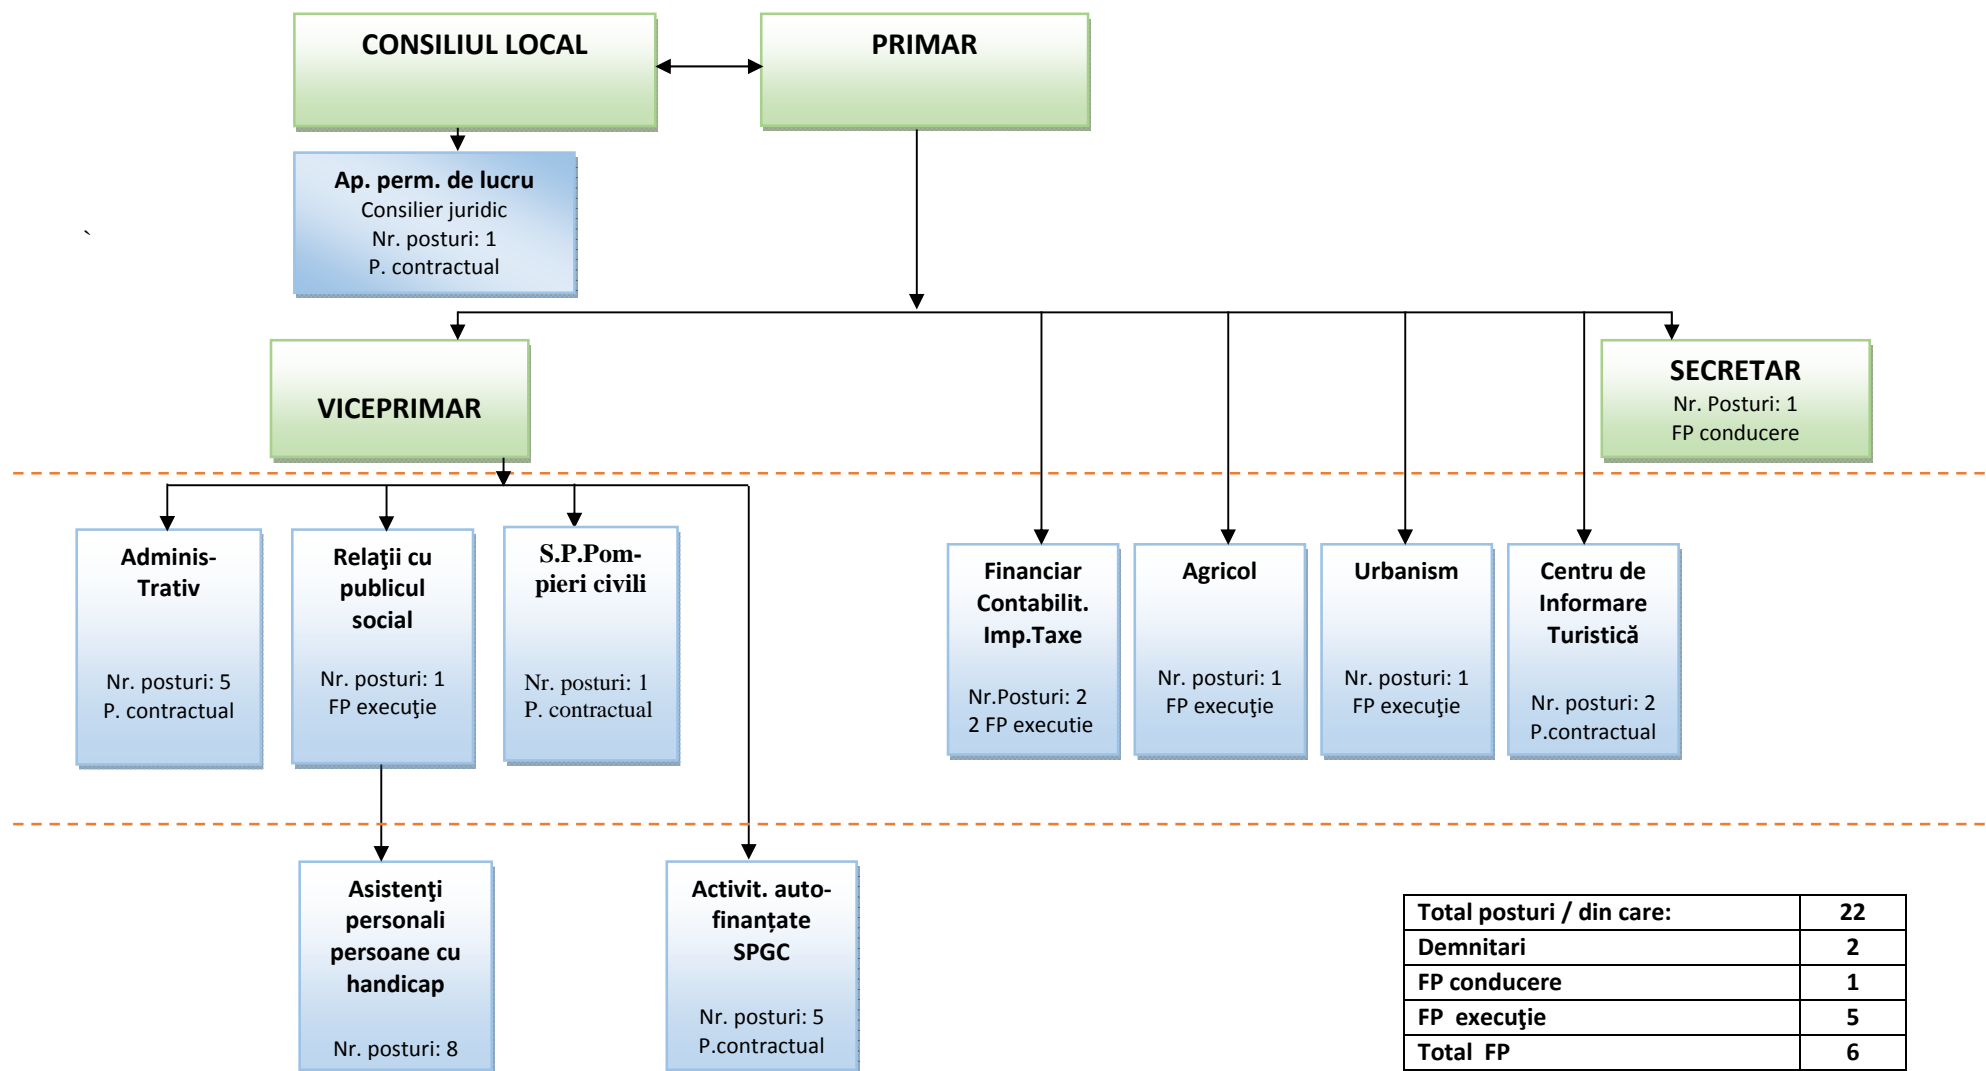 CONSILIUL LOCAL
PRIMAR
Ap. perm. de lucru
Consilier juridic
Nr. posturi: 1
P. contractual
`
VICEPRIMAR
SECRETAR
Nr. Posturi: 1
FP conducere
Adminis-
Trativ
Nr. posturi: 5
P. contractual
Relaţii cu
publicul
social
Nr. posturi: 1
FP execuţie
S.P.Pom-
pieri civili
Nr. posturi: 1
P. contractual
Financiar
Contabilit.
Imp.Taxe
Nr.Posturi: 2
2 FP executie
Agricol
Nr. posturi: 1
FP execuţie
Urbanism
Nr. posturi: 1
FP execuţie
Centru de
Informare
Turistică
Nr. posturi: 2
P.contractual
Asistenţi
personali
persoane cu
handicap
Nr. posturi: 8
Activit. auto-
finanțate
SPGC
Nr. posturi: 5
P.contractual
Total posturi / din care: 22
Demnitari 2
FP conducere 1
FP execuţie 5
Total FP 6